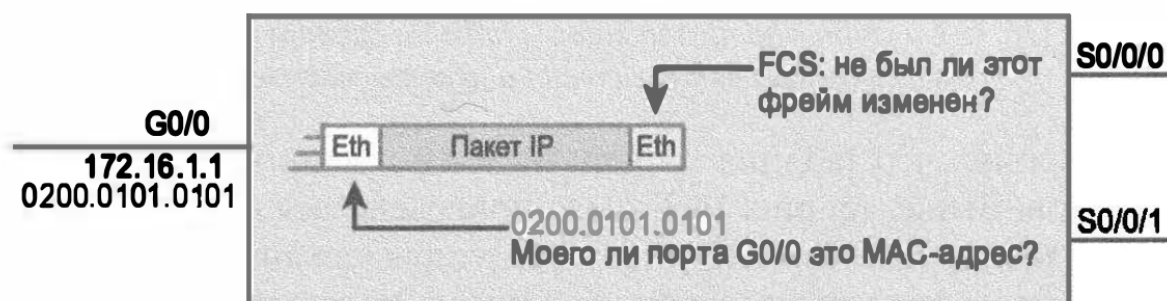 G0/0
172.16.1.1
0200.0101.0101
Eth
Пакет IP
Eth
FCS: не был ли этот
фрейм изменен?
0200.0101.0101
Моего ли порта G0/0 это MAC-адрес?
S0/0/0
S0/0/1